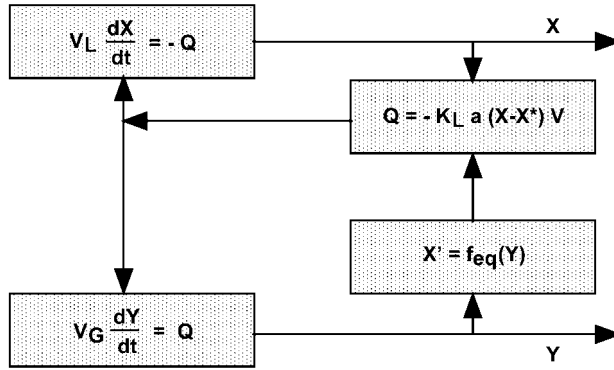 V_L dX/dt = - Q
X
Q = - K_L a (X-X*) V
X' = f_eq(Y)
V_G dY/dt = Q
Y